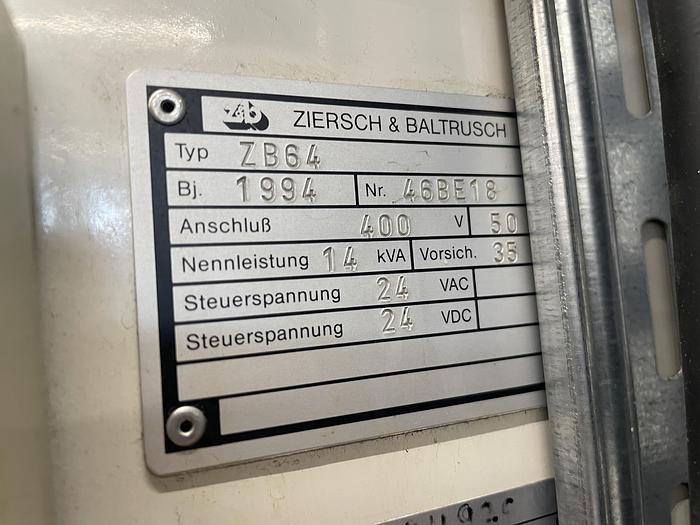 z&b ZIERSCH & BALTRUSCH
Typ ZB64
Bj. 1994 Nr. 46BE18
Anschluß 400 V 50
Nennleistung 14 kVA Vorsich. 35
Steuerspannung 24 VAC
Steuerspannung 24 VDC